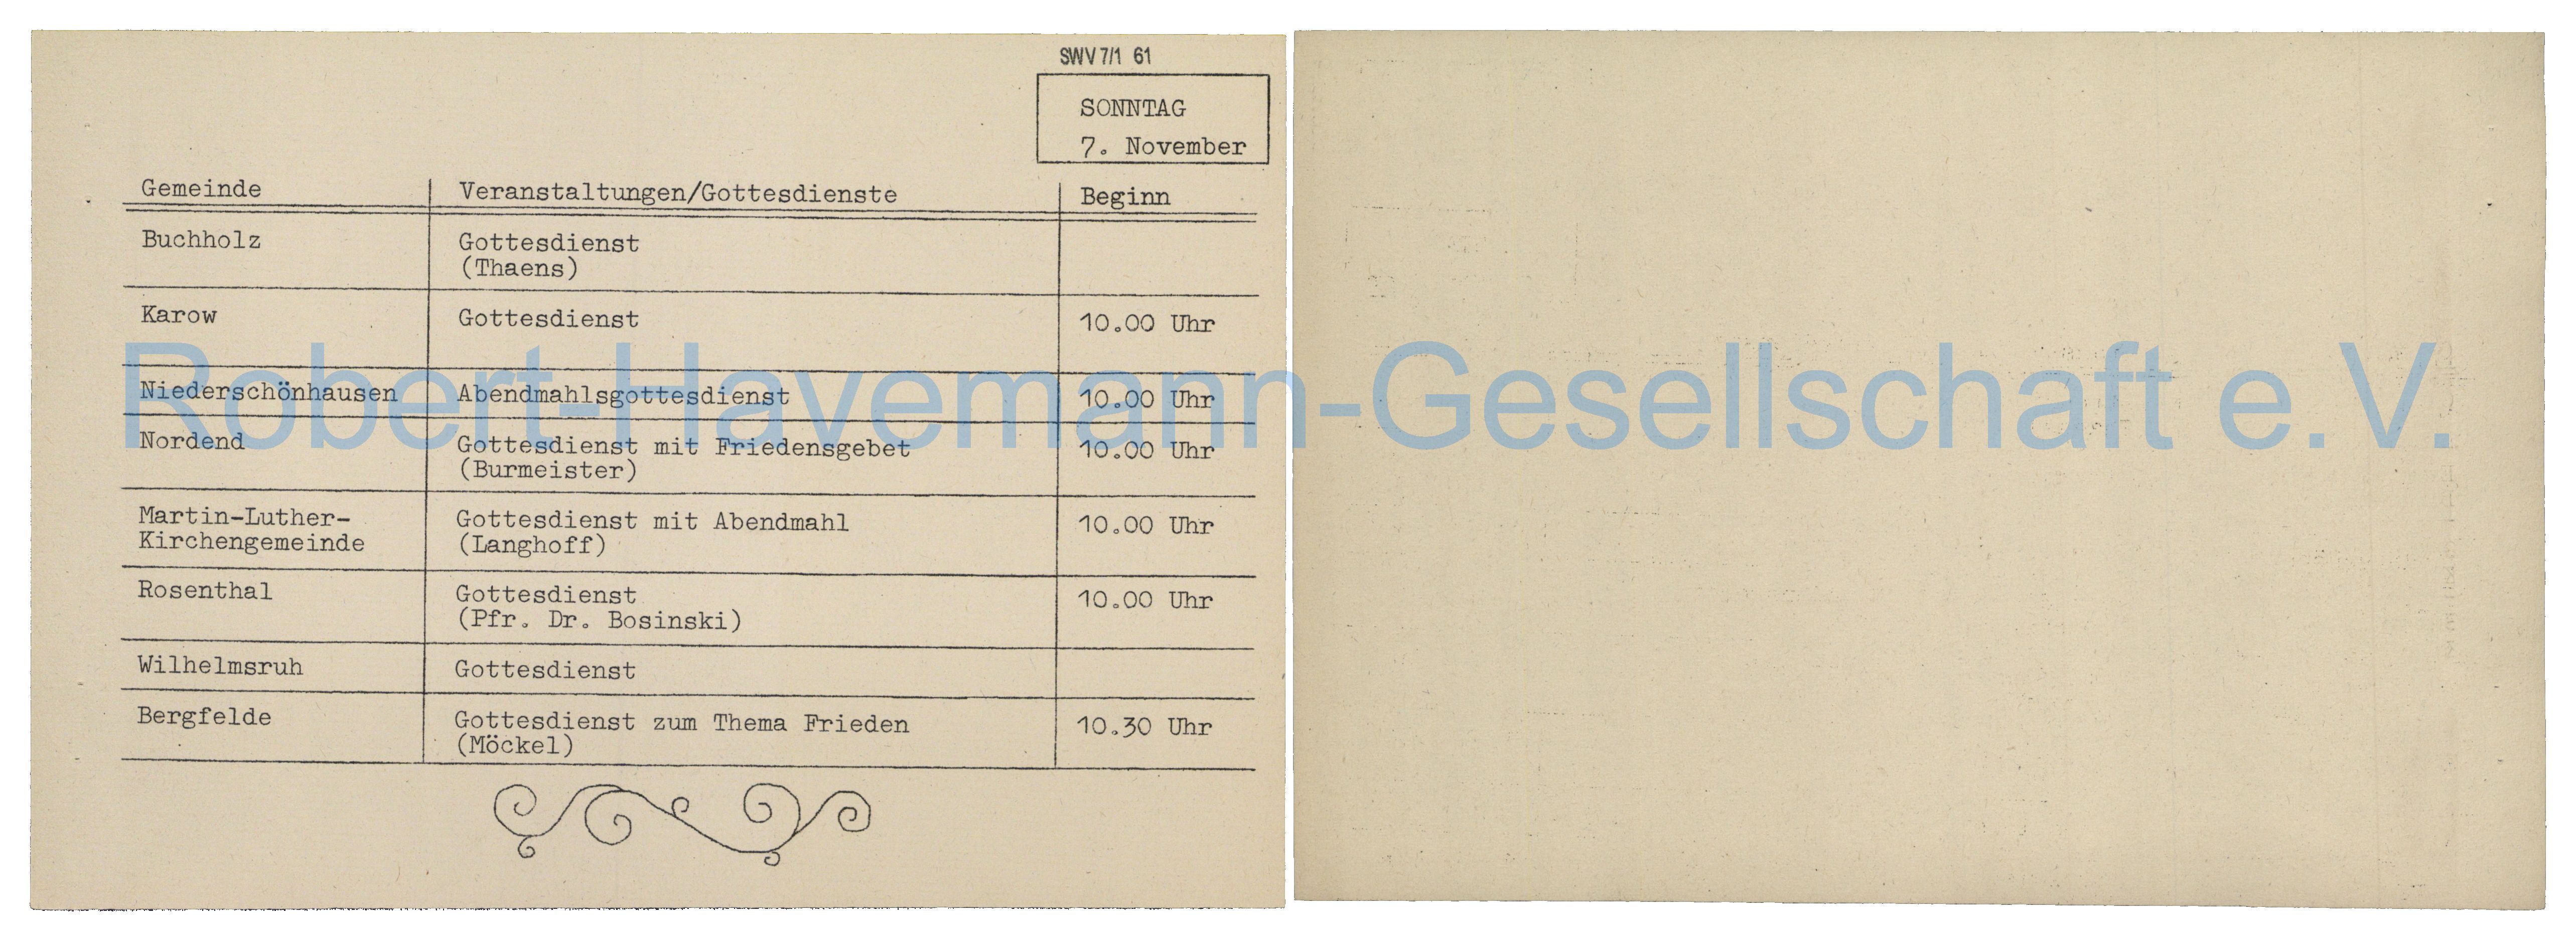 SWV 7/1 61
SONNTAG
7. November
Gemeinde Veranstaltungen/Gottesdienste Beginn
Buchholz Gottesdienst
(Thaens)
Karow Gottesdienst 10.00 Uhr
Robert-Havemann-Gesellschaft e.V.
Niederschönhausen Abendmahlsgottesdienst 10.00 Uhr
Nordend Gottesdienst mit Friedensgebet 10.00 Uhr
(Burmeister)
Martin-Luther- Gottesdienst mit Abendmahl 10.00 Uhr
Kirchengemeinde (Langhoff)
Rosenthal Gottesdienst 10.00 Uhr
(Pfr. Dr. Bosinski)
Wilhelmsruh Gottesdienst
Bergfelde Gottesdienst zum Thema Frieden 10.30 Uhr
(Möckel)